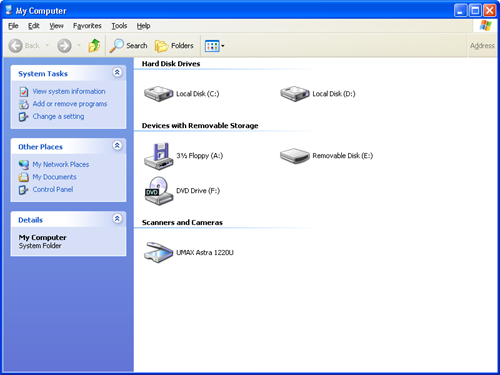 My Computer
File Edit View Favorites Tools Help
Back Search Folders Address
System Tasks
View system information
Add or remove programs
Change a setting
Other Places
My Network Places
My Documents
Control Panel
Details
My Computer
System Folder
Hard Disk Drives
Local Disk (C:) Local Disk (D:)
Devices with Removable Storage
3½ Floppy (A:) Removable Disk (E:)
DVD DVD Drive (F:)
Scanners and Cameras
UMAX Astra 1220U